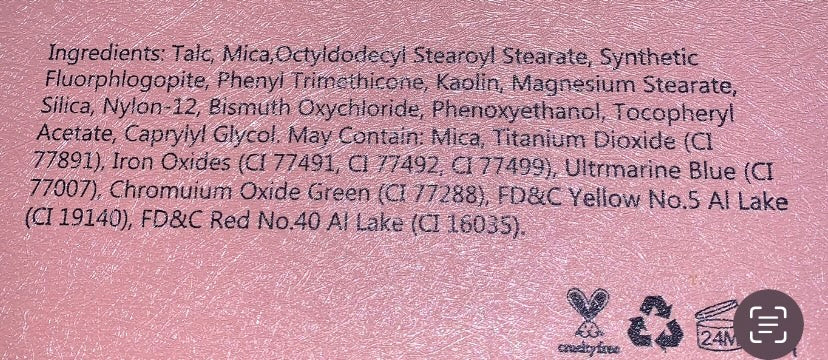 Ingredients: Talc, Mica,Octyldodecyl Stearoyl Stearate, Synthetic
Fluorphlogopite, Phenyl Trimethicone, Kaolin, Magnesium Stearate,
Silica, Nylon-12, Bismuth Oxychloride, Phenoxyethanol, Tocopheryl
Acetate, Caprylyl Glycol. May Contain: Mica, Titanium Dioxide (CI
77891), Iron Oxides (CI 77491, CI 77492, CI 77499), Ultrmarine Blue (CI
77007), Chromuium Oxide Green (CI 77288), FD&C Yellow No.5 Al Lake
(CI 19140), FD&C Red No.40 Al Lake (CI 16035).
cruelty free
24M